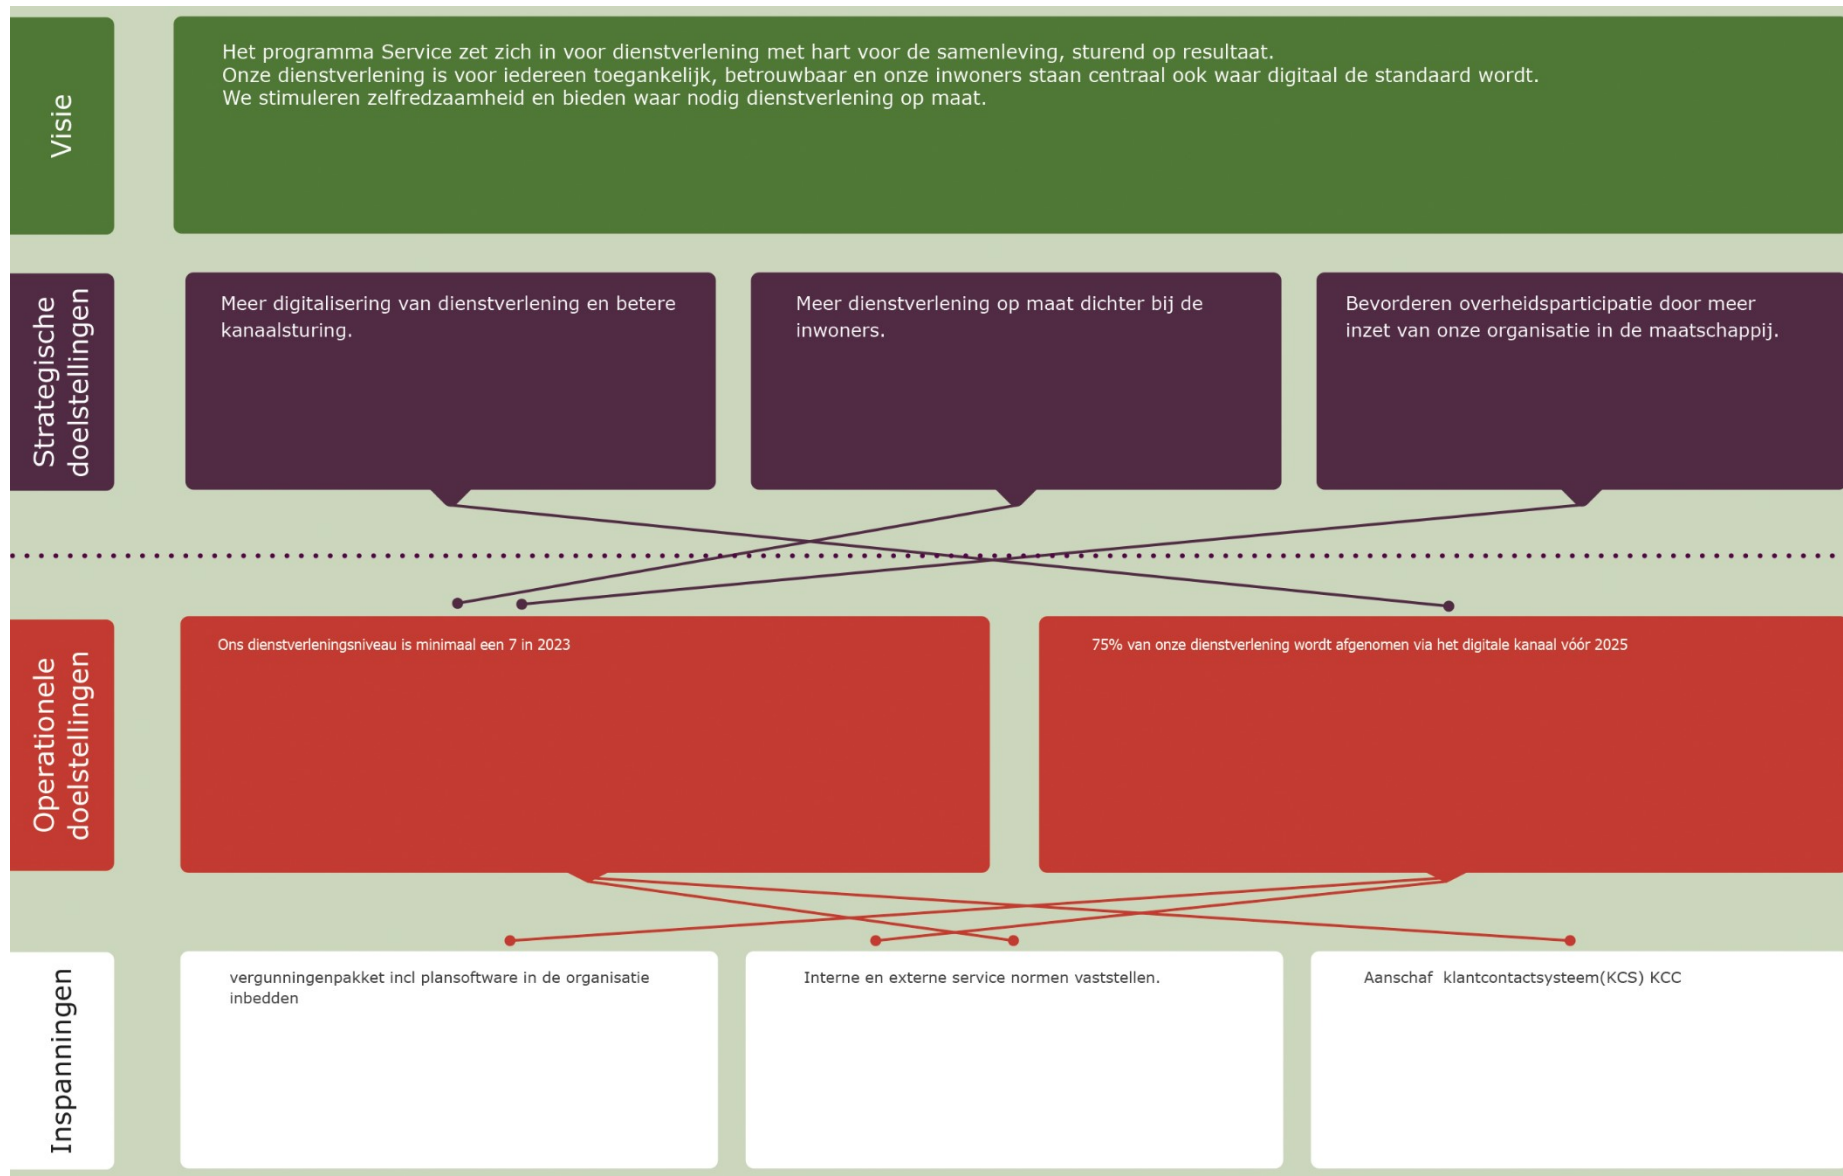 Visie
Het programma Service zet zich in voor dienstverlening met hart voor de samenleving, sturend op resultaat.
Onze dienstverlening is voor iedereen toegankelijk, betrouwbaar en onze inwoners staan centraal ook waar digitaal de standaard wordt.
We stimuleren zelfredzaamheid en bieden waar nodig dienstverlening op maat.
Strategische
doelstellingen
Meer digitalisering van dienstverlening en betere
kanaalsturing.
Meer dienstverlening op maat dichter bij de
inwoners.
Bevorderen overheidsparticipatie door meer
inzet van onze organisatie in de maatschappij.
Operationele
doelstellingen
Ons dienstverleningsniveau is minimaal een 7 in 2023
75% van onze dienstverlening wordt afgenomen via het digitale kanaal vóór 2025
Inspanningen
vergunningenpakket incl plansoftware in de organisatie
inbedden
Interne en externe service normen vaststellen.
Aanschaf  klantcontactsysteem(KCS) KCC